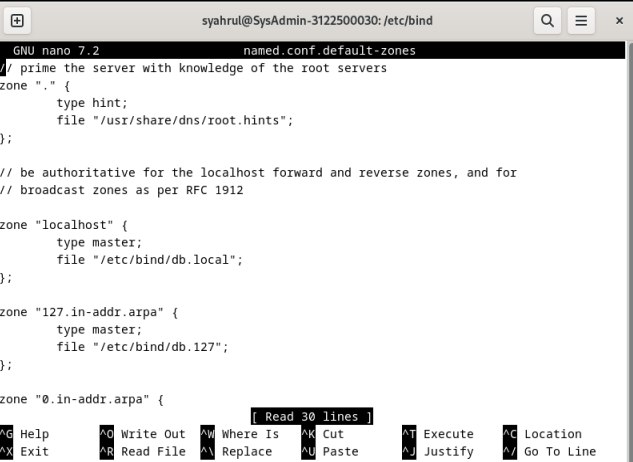 syahrul@SysAdmin-3122500030: /etc/bind
GNU nano 7.2 named.conf.default-zones
// prime the server with knowledge of the root servers
zone "." {
type hint;
file "/usr/share/dns/root.hints";
};
// be authoritative for the localhost forward and reverse zones, and for
// broadcast zones as per RFC 1912
zone "localhost" {
type master;
file "/etc/bind/db.local";
};
zone "127.in-addr.arpa" {
type master;
file "/etc/bind/db.127";
};
zone "0.in-addr.arpa" {
[ Read 30 lines ]
^G Help ^O Write Out ^W Where Is ^K Cut ^T Execute ^C Location
^X Exit ^R Read File ^\ Replace ^U Paste ^J Justify ^/ Go To Line